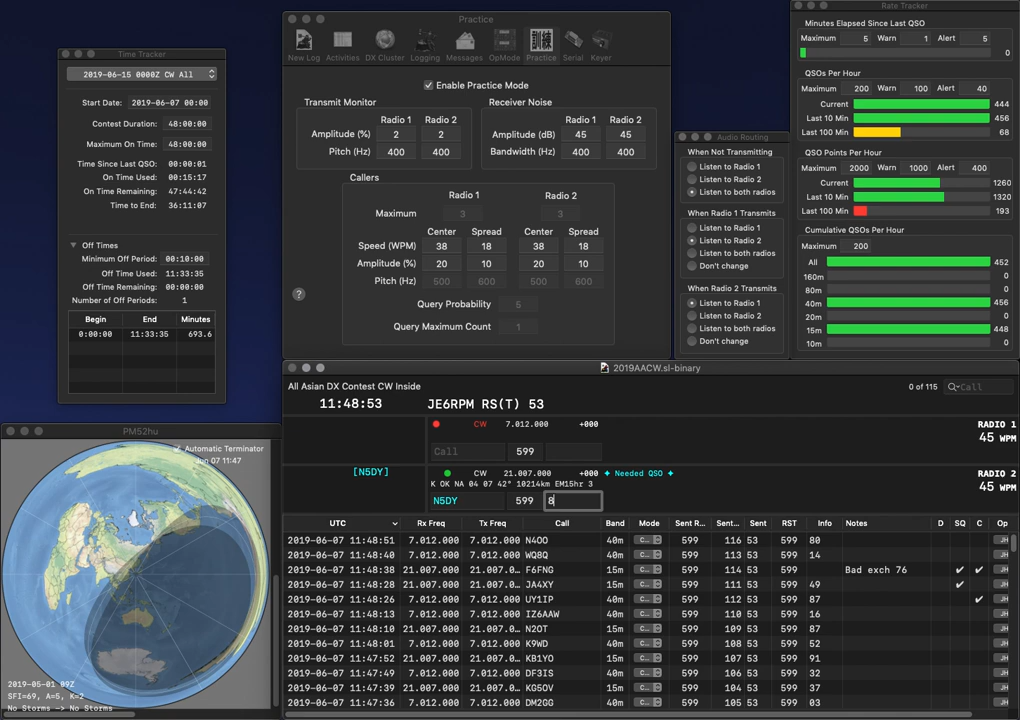 Time Tracker
2019-06-15 0000Z CW All
Start Date: 2019-06-07 00:00
Contest Duration: 48:00:00
Maximum On Time: 48:00:00
Time Since Last QSO: 00:00:01
On Time Used: 00:15:17
On Time Remaining: 47:44:42
Time to End: 36:11:07
Off Times
Minimum Off Period: 00:10:00
Off Time Used: 11:33:35
Off Time Remaining: 00:00:00
Number of Off Periods: 1
Begin End Minutes
0:00:00 11:33:35 693.6
Practice
New Log Activities DX Cluster Logging Messages OpMode Practice Serial Keyer
訓練
Enable Practice Mode
Transmit Monitor
Radio 1 Radio 2
Amplitude (%) 2 2
Pitch (Hz) 400 400
Receiver Noise
Radio 1 Radio 2
Amplitude (dB) 45 45
Bandwidth (Hz) 400 400
Callers
Radio 1 Radio 2
Maximum 3 3
Center Spread Center Spread
Speed (WPM) 38 18 38 18
Amplitude (%) 20 10 20 10
Pitch (Hz) 500 600 500 600
Query Probability 5
Query Maximum Count 1
?
Audio Routing
When Not Transmitting
Listen to Radio 1
Listen to Radio 2
Listen to both radios
When Radio 1 Transmits
Listen to Radio 1
Listen to Radio 2
Listen to both radios
Don't change
When Radio 2 Transmits
Listen to Radio 1
Listen to Radio 2
Listen to both radios
Don't change
Rate Tracker
Minutes Elapsed Since Last QSO
Maximum 5 Warn 1 Alert 5
0
QSOs Per Hour
Maximum 200 Warn 100 Alert 40
Current 444
Last 10 Min 456
Last 100 Min 68
QSO Points Per Hour
Maximum 2000 Warn 1000 Alert 400
Current 1260
Last 10 Min 1320
Last 100 Min 193
Cumulative QSOs Per Hour
Maximum 200
All 452
160m 0
80m 0
40m 456
20m 0
15m 448
10m 0
PM52hu
Automatic Terminator
Jun 07 11:47
2019-05-01 09Z
SFI=69, A=5, K=2
No Storms -> No Storms
2019AACW.sl-binary
All Asian DX Contest CW Inside 0 of 115 Call
11:48:53 JE6RPM RS(T) 53
CW 7.012.000 +000 RADIO 1
45 WPM
Call 599
[N5DY] CW 21.007.000 +000 ✦ Needed QSO ✦ RADIO 2
K OK NA 04 07 42° 10214km EM15hr 3 45 WPM
N5DY 599 8
UTC Rx Freq Tx Freq Call Band Mode Sent R... Sent... Sent RST Info Notes D SQ C Op
2019-06-07 11:48:51 7.012.000 7.012.000 N4OO 40m C... 599 116 53 599 80 JH
2019-06-07 11:48:40 7.012.000 7.012.000 WQ8Q 40m C... 599 113 53 599 14 JH
2019-06-07 11:48:38 21.007.000 21.007.0... F6FNG 15m C... 599 114 53 599 Bad exch 76 ✔ ✔ JH
2019-06-07 11:48:28 21.007.000 21.007.0... JA4XY 15m C... 599 111 53 599 49 ✔ JH
2019-06-07 11:48:26 21.007.000 21.007.0... UY1IP 15m C... 599 112 53 599 87 ✔ JH
2019-06-07 11:48:13 7.012.000 7.012.000 IZ6AAW 40m C... 599 110 53 599 16 JH
2019-06-07 11:48:10 21.007.000 21.007.0... N2OT 15m C... 599 109 53 599 87 JH
2019-06-07 11:48:01 7.012.000 7.012.000 K9WD 40m C... 599 108 53 599 52 JH
2019-06-07 11:47:52 21.007.000 21.007.0... KB1YO 15m C... 599 107 53 599 91 JH
2019-06-07 11:47:49 7.012.000 7.012.000 DF3IS 40m C... 599 106 53 599 32 JH
2019-06-07 11:47:39 21.007.000 21.007.0... KG5OV 15m C... 599 104 53 599 37 JH
2019-06-07 11:47:36 7.012.000 7.012.000 DM2GG 40m C... 599 105 53 599 03 JH